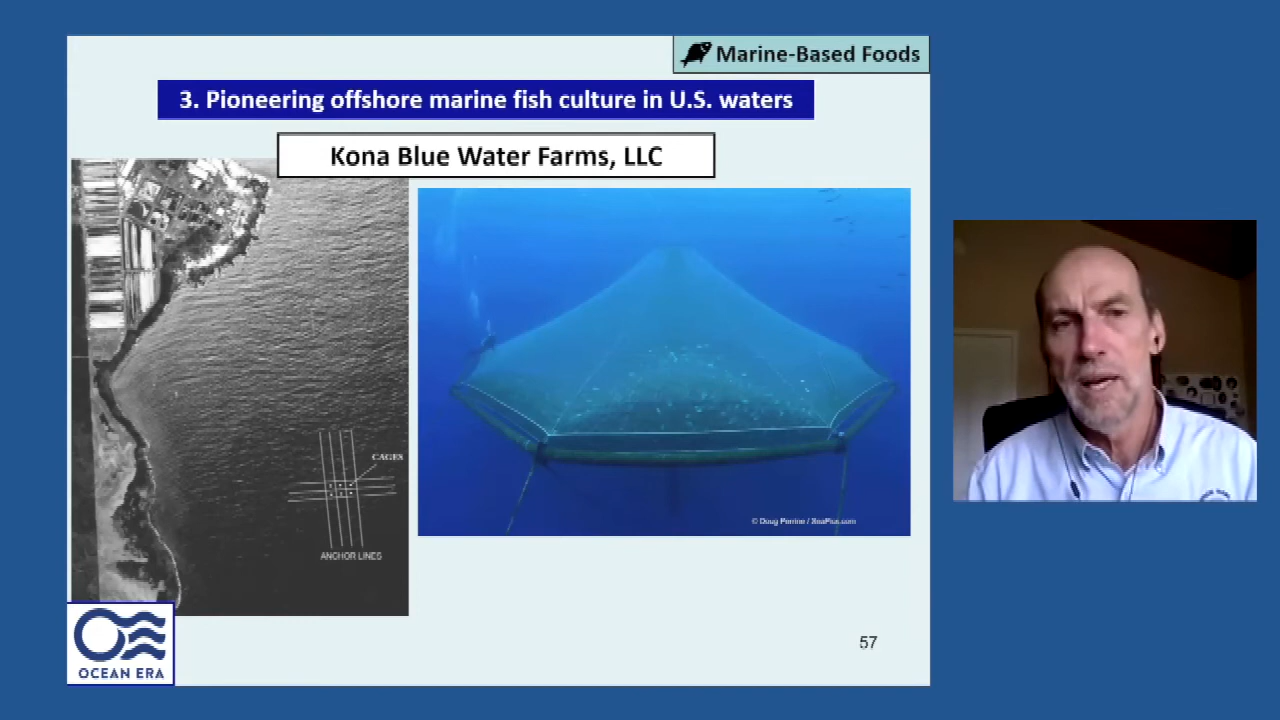 Marine-Based Foods
3. Pioneering offshore marine fish culture in U.S. waters
Kona Blue Water Farms, LLC
CAGES
ANCHOR LINES
© Doug Perrine / SeaPics.com
OCEAN ERA
57